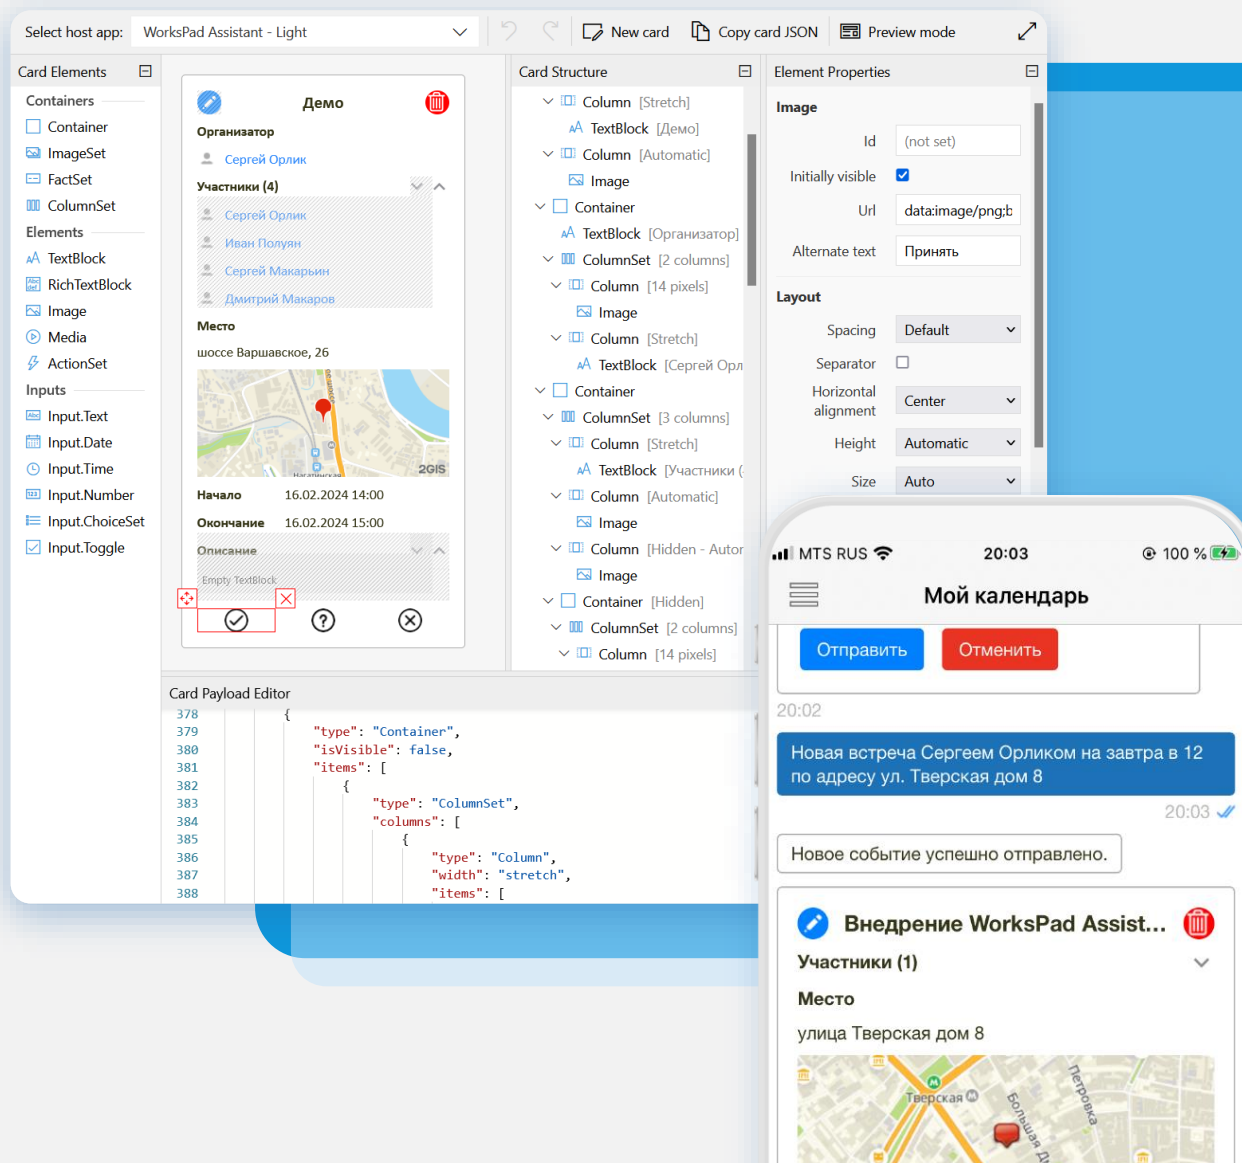 Select host app:
WorksPad Assistant - Light
New card
Copy card JSON
Preview mode
Card Elements
Containers
Container
ImageSet
FactSet
ColumnSet
Elements
TextBlock
RichTextBlock
Image
Media
ActionSet
Inputs
Input.Text
Input.Date
Input.Time
Input.Number
Input.ChoiceSet
Input.Toggle
Демо
Организатор
Сергей Орлик
Участники (4)
Сергей Орлик
Иван Полуян
Сергей Макарьин
Дмитрий Макаров
Место
шоссе Варшавское, 26
Нагатинская
2GIS
Начало 16.02.2024 14:00
Окончание 16.02.2024 15:00
Описание
Empty TextBlock
Card Structure
Column [Stretch]
TextBlock [Демо]
Column [Automatic]
Image
Container
TextBlock [Организатор]
ColumnSet [2 columns]
Column [14 pixels]
Image
Column [Stretch]
TextBlock [Сергей Орл
Container
ColumnSet [3 columns]
Column [Stretch]
TextBlock [Участники (
Column [Automatic]
Image
Column [Hidden - Autor
Image
Container [Hidden]
ColumnSet [2 columns]
Column [14 pixels]
Element Properties
Image
Id (not set)
Initially visible
Url data:image/png;b
Alternate text Принять
Layout
Spacing Default
Separator
Horizontal
alignment
Center
Height Automatic
Size Auto
Card Payload Editor
378 {
379 "type": "Container",
380 "isVisible": false,
381 "items": [
382 {
383 "type": "ColumnSet",
384 "columns": [
385 {
386 "type": "Column",
387 "width": "stretch",
388 "items": [
MTS RUS
20:03
100 %
Мой календарь
Отправить
Отменить
20:02
Новая встреча Сергеем Орликом на завтра в 12
по адресу ул. Тверская дом 8
20:03
Новое событие успешно отправлено.
Внедрение WorksPad Assist...
Участники (1)
Место
улица Тверская дом 8
Тверская
Петровка
Большая Д